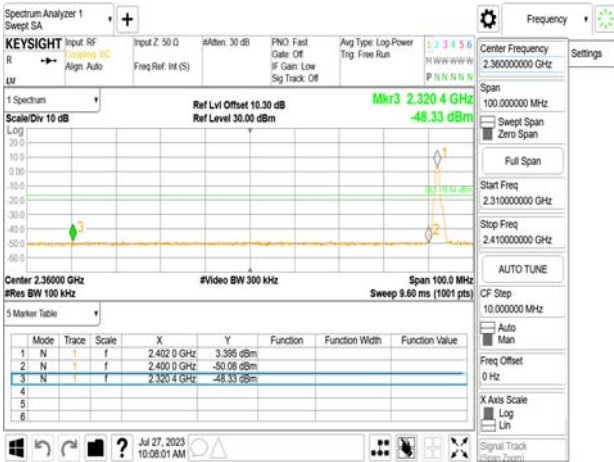 Spectrum Analyzer 1
Swept SA
Frequency
Settings
KEYSIGHT Input: RF Input Z: 50 Ω #Atten: 30 dB PNO: Fast Avg Type: Log-Power 1 2 3 4 5 6
R Coupling: DC Gate: Off Trig: Free Run M W W W W W
Align: Auto Freq Ref: Int (S) IF Gain: Low
Sig Track: Off P N N N N N
1 Spectrum Ref Lvl Offset 10.30 dB Mkr3 2.320 4 GHz
Scale/Div 10 dB Ref Level 30.00 dBm -48.33 dBm
Log
20.0
10.0
0.00
-10.0
-20.0
-30.0
-40.0
-50.0
-60.0
1
2
3
Center 2.36000 GHz #Video BW 300 kHz Span 100.0 MHz
#Res BW 100 kHz Sweep 9.60 ms (1001 pts)
5 Marker Table
Mode Trace Scale X Y Function Function Width Function Value
1 N 1 f 2.402 0 GHz 3.395 dBm
2 N 1 f 2.400 0 GHz -50.08 dBm
3 N 1 f 2.320 4 GHz -48.33 dBm
4
5
6
Jul 27, 2023
10:08:01 AM
Center Frequency
2.360000000 GHz
Span
100.000000 MHz
Swept Span
Zero Span
Full Span
Start Freq
2.310000000 GHz
Stop Freq
2.410000000 GHz
AUTO TUNE
CF Step
10.000000 MHz
Auto
Man
Freq Offset
0 Hz
X Axis Scale
Log
Lin
Signal Track
(Span Zoom)